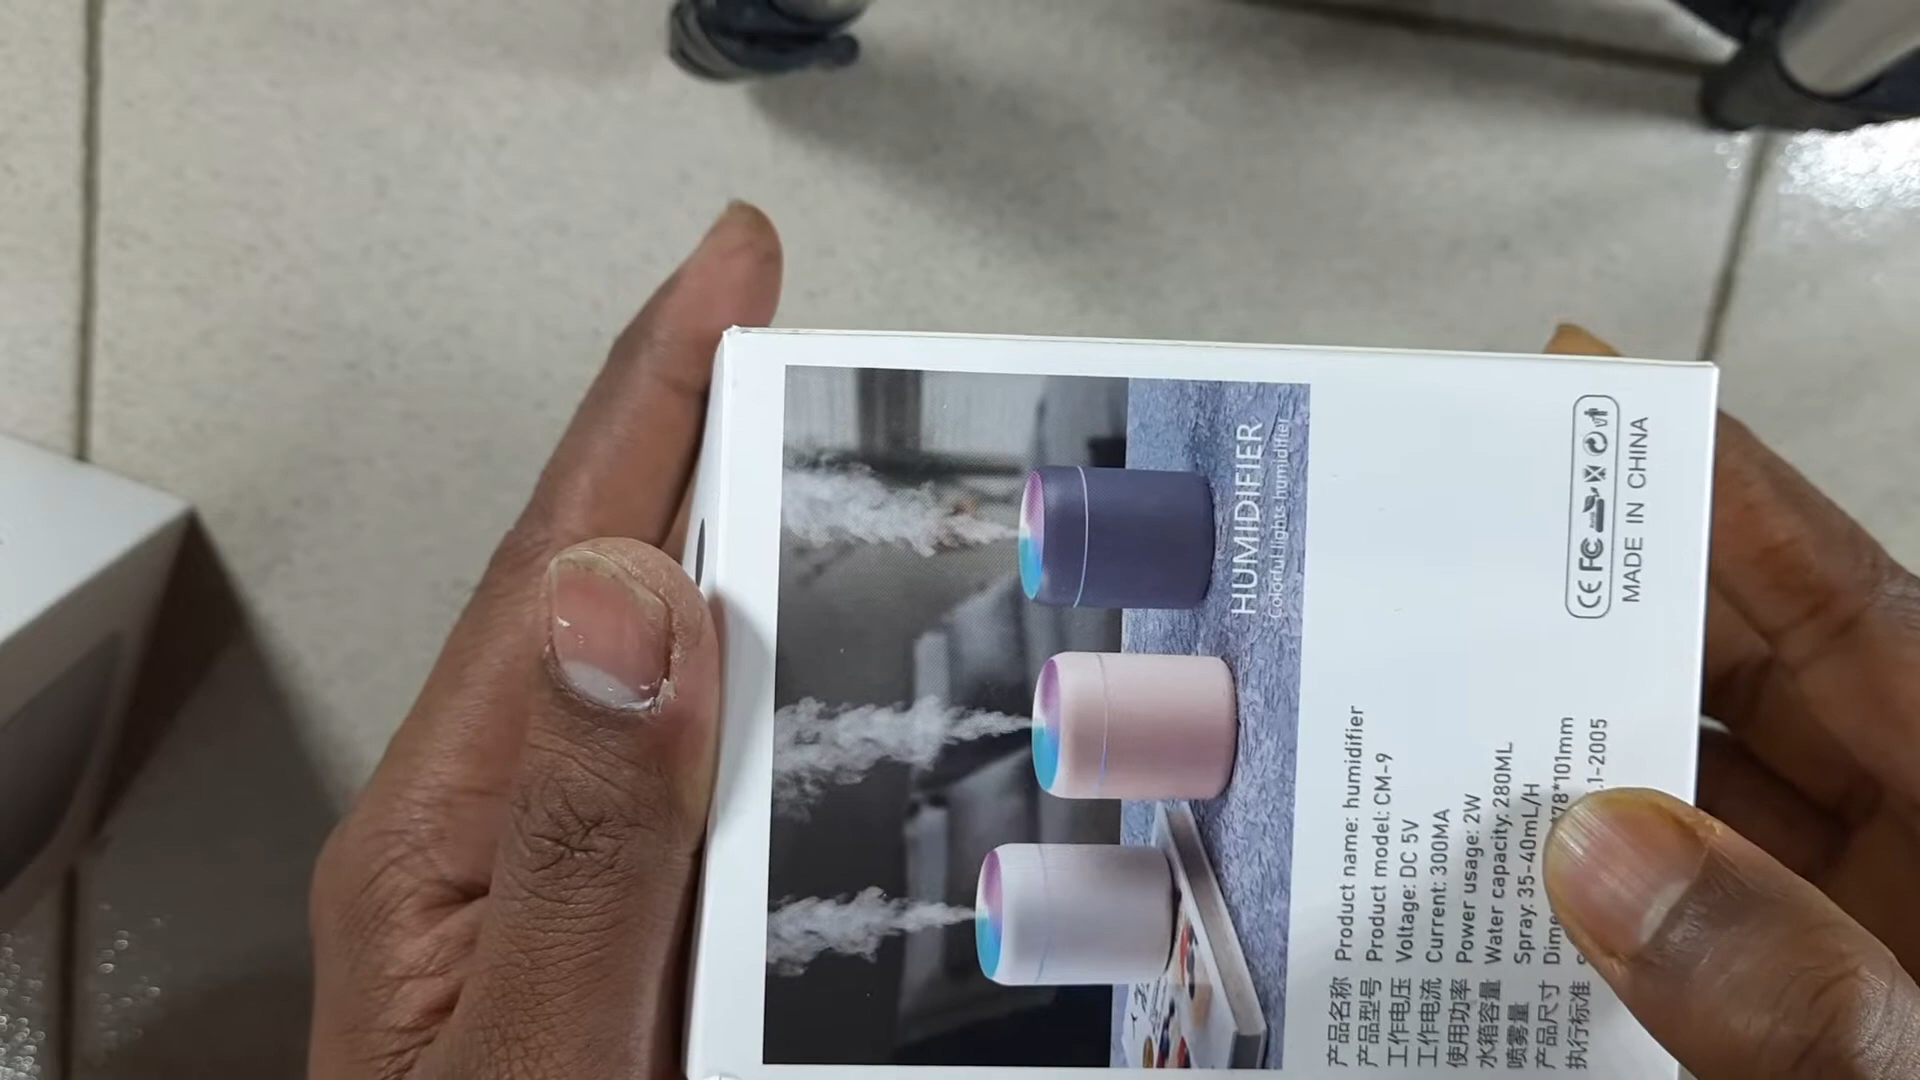 HUMIDIFIER
Colorful lights humidifier
产品名称 Product name: humidifier
产品型号 Product model: CM-9
工作电压 Voltage: DC 5V
工作电流 Current: 300MA
使用功率 Power usage: 2W
水箱容量 Water capacity: 280ML
喷雾量 Spray: 35-40mL/H
产品尺寸 78*101mm
执行标准 .1-2005
CE FC
MADE IN CHINA